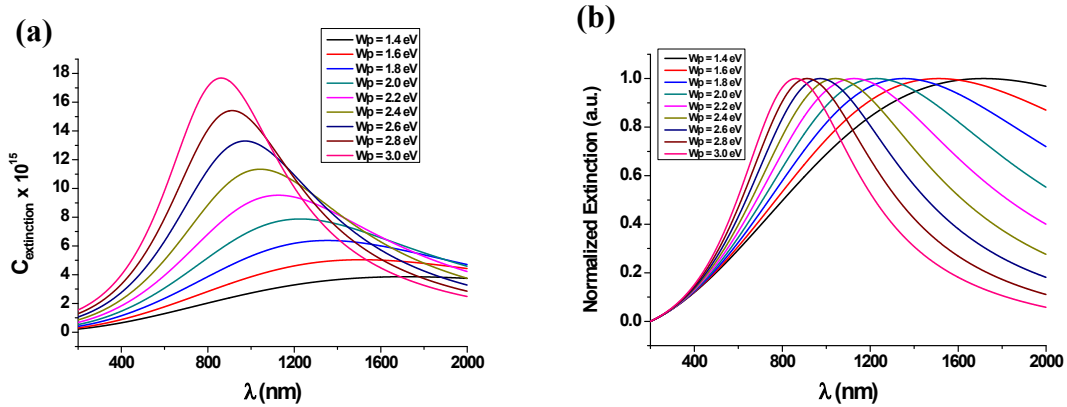 (a)
Wp = 1.4 eV
Wp = 1.6 eV
Wp = 1.8 eV
Wp = 2.0 eV
Wp = 2.2 eV
Wp = 2.4 eV
Wp = 2.6 eV
Wp = 2.8 eV
Wp = 3.0 eV
18
16
14
12
10
8
6
4
2
0
C extinction x 10^15
400 800 1200 1600 2000
λ (nm)
(b)
Wp = 1.4 eV
Wp = 1.6 eV
Wp = 1.8 eV
Wp = 2.0 eV
Wp = 2.2 eV
Wp = 2.4 eV
Wp = 2.6 eV
Wp = 2.8 eV
Wp = 3.0 eV
1.0
0.8
0.6
0.4
0.2
0.0
Normalized Extinction (a.u.)
400 800 1200 1600 2000
λ (nm)